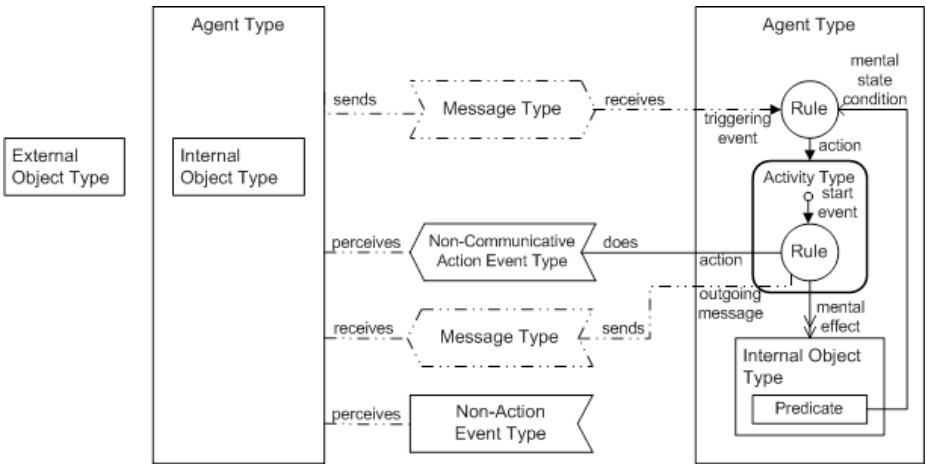 Agent Type
Agent Type
mental
state
condition
sends
Message Type
receives
Rule
triggering
event
action
External
Object Type
Internal
Object Type
Activity Type
start
event
perceives
Non-Communicative
Action Event Type
does
action
Rule
outgoing
message
mental
effect
receives
Message Type
sends
Internal Object
Type
perceives
Non-Action
Event Type
Predicate